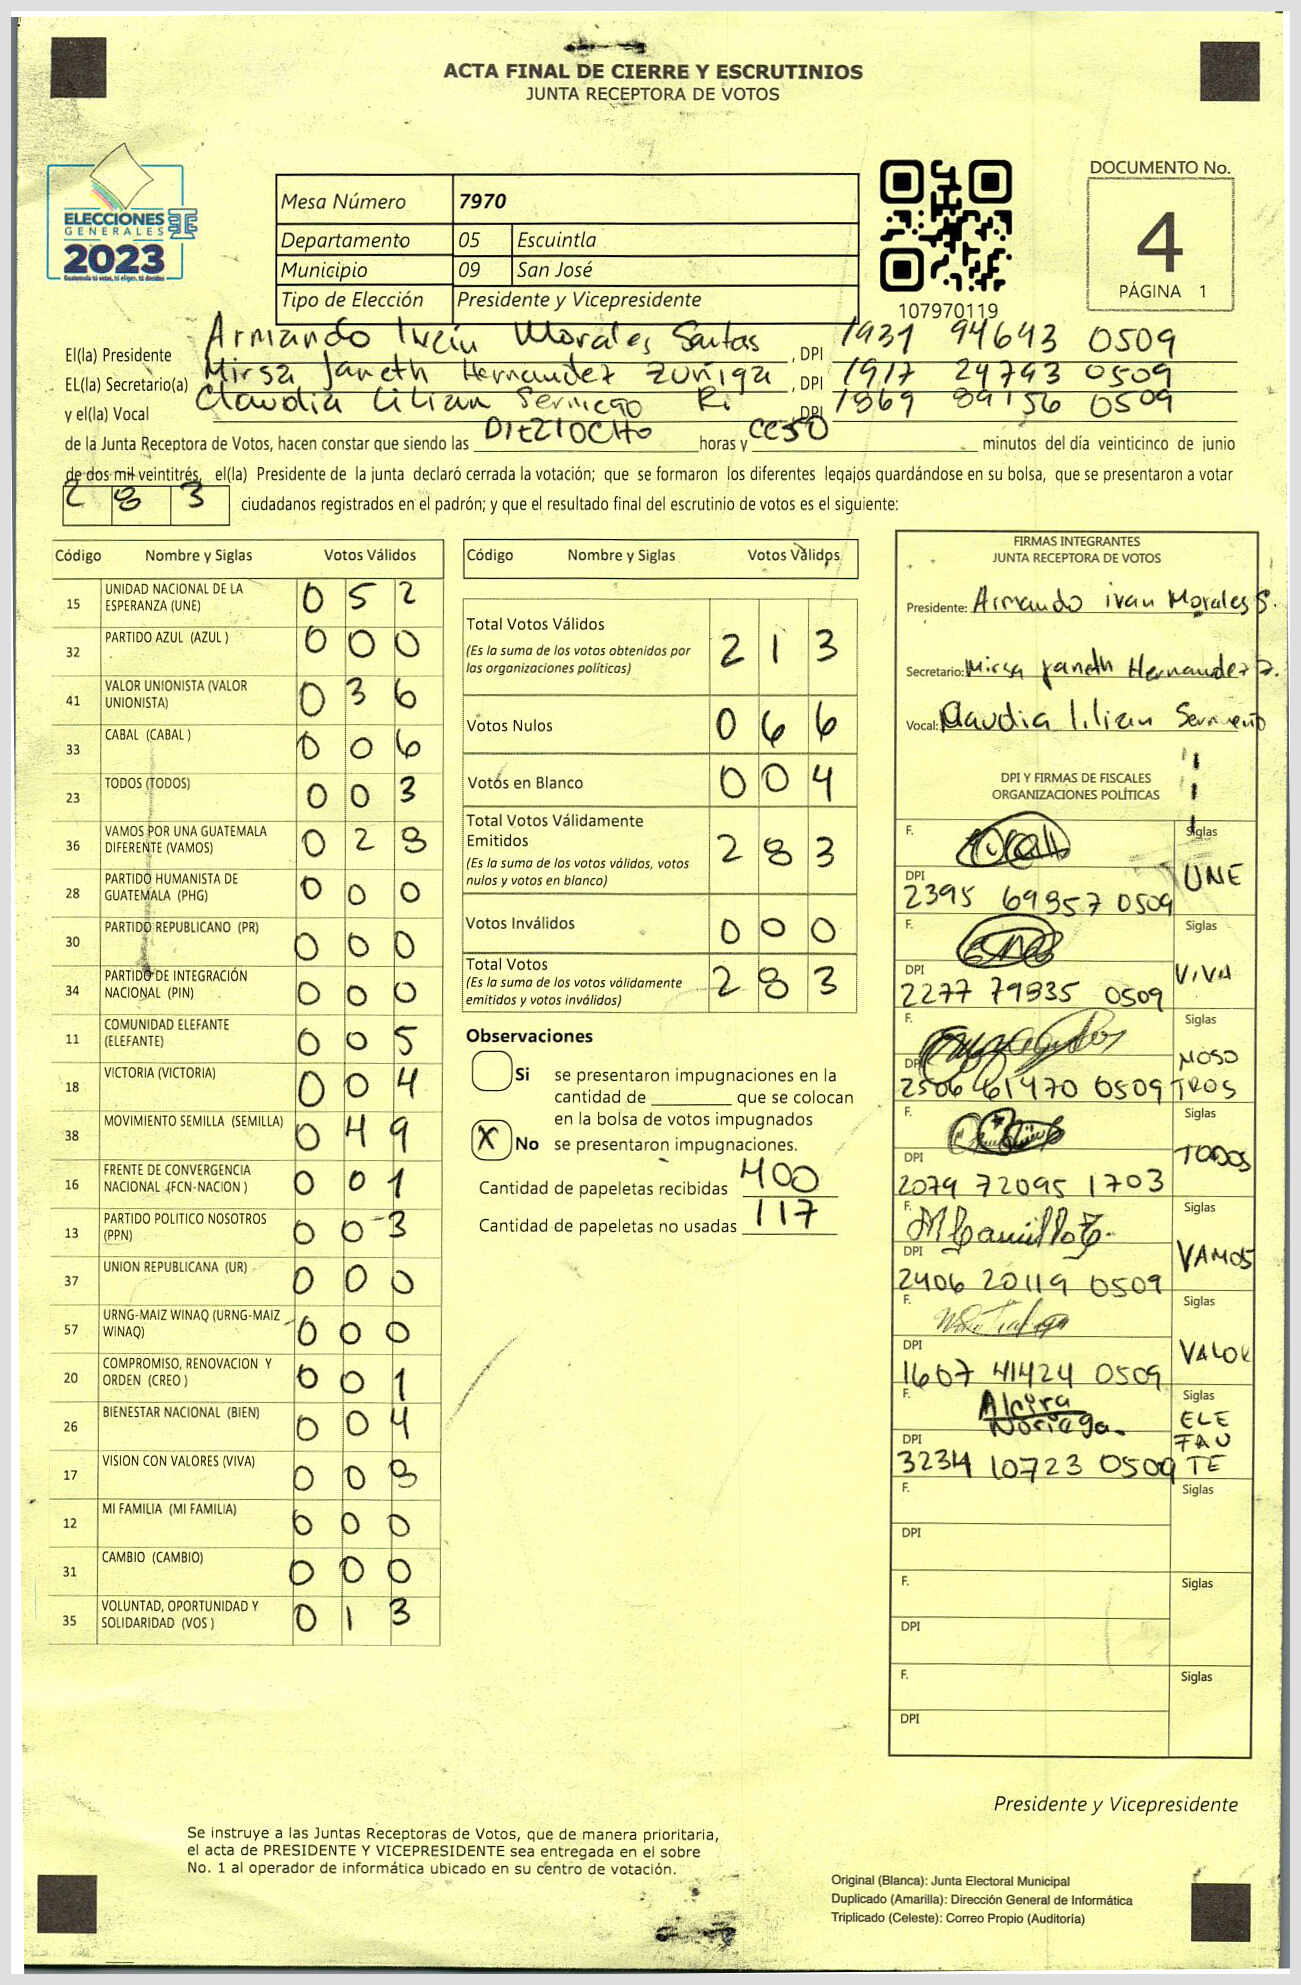 ACTA FINAL DE CIERRE Y ESCRUTINIOS
JUNTA RECEPTORA DE VOTOS
ELECCIONES
GENERALES
2023
Mesa Número 7970
Departamento 05 Escuintla
Municipio 09 San José
Tipo de Elección Presidente y Vicepresidente
107970119
DOCUMENTO No.
4
PÁGINA 1
El(la) Presidente Armando Ivan Morales Santos , DPI 1931 94643 0509
EL(la) Secretario(a) Mirsa Janeth Hernandez Zuñiga , DPI 1917 24793 0509
y el(la) Vocal Claudia Lilian Sermeño Ri DPI 1869 89156 0509
de la Junta Receptora de Votos, hacen constar que siendo las DIEZIOCHO horas y minutos del día veinticinco de junio
de dos mil veintitrés, el(la) Presidente de la junta declaró cerrada la votación; que se formaron los diferentes legajos guardándose en su bolsa, que se presentaron a votar
283 ciudadanos registrados en el padrón; y que el resultado final del escrutinio de votos es el siguiente:
Código Nombre y Siglas Votos Válidos
15 UNIDAD NACIONAL DE LA ESPERANZA (UNE) 0 5 2
32 PARTIDO AZUL (AZUL ) 0 0 0
41 VALOR UNIONISTA (VALOR UNIONISTA) 0 3 6
33 CABAL (CABAL ) 0 0 6
23 TODOS (TODOS) 0 0 3
36 VAMOS POR UNA GUATEMALA DIFERENTE (VAMOS) 0 2 8
28 PARTIDO HUMANISTA DE GUATEMALA (PHG) 0 0 0
30 PARTIDO REPUBLICANO (PR) 0 0 0
34 PARTIDO DE INTEGRACIÓN NACIONAL (PIN) 0 0 0
11 COMUNIDAD ELEFANTE (ELEFANTE) 0 0 5
18 VICTORIA (VICTORIA) 0 0 4
38 MOVIMIENTO SEMILLA (SEMILLA) 0 4 9
16 FRENTE DE CONVERGENCIA NACIONAL (FCN-NACION ) 0 0 1
13 PARTIDO POLITICO NOSOTROS (PPN) 0 0 3
37 UNION REPUBLICANA (UR) 0 0 0
57 URNG-MAIZ WINAQ (URNG-MAIZ WINAQ) 0 0 0
20 COMPROMISO, RENOVACION Y ORDEN (CREO ) 0 0 1
26 BIENESTAR NACIONAL (BIEN) 0 0 4
17 VISION CON VALORES (VIVA) 0 0 8
12 MI FAMILIA (MI FAMILIA) 0 0 0
31 CAMBIO (CAMBIO) 0 0 0
35 VOLUNTAD, OPORTUNIDAD Y SOLIDARIDAD (VOS ) 0 1 3
Código Nombre y Siglas Votos Válidos
Total Votos Válidos 2 1 3
(Es la suma de los votos obtenidos por
las organizaciones políticas)
Votos Nulos 0 6 6
Votos en Blanco 0 0 4
Total Votos Válidamente
Emitidos 2 8 3
(Es la suma de los votos válidos, votos
nulos y votos en blanco)
Votos Inválidos 0 0 0
Total Votos 2 8 3
(Es la suma de los votos válidamente
emitidos y votos inválidos)
Observaciones
Si se presentaron impugnaciones en la
cantidad de ________ que se colocan
en la bolsa de votos impugnados
X No se presentaron impugnaciones.
Cantidad de papeletas recibidas 400
Cantidad de papeletas no usadas 117
FIRMAS INTEGRANTES
JUNTA RECEPTORA DE VOTOS
Presidente: Armando ivan Morales S.
Secretario: Mirsa Janeth Hernandez Z.
Vocal: Claudia lilian Sermeño
DPI Y FIRMAS DE FISCALES
ORGANIZACIONES POLÍTICAS
F. Siglas UNE
DPI 2395 69357 0509
F. Siglas VIVA
DPI 2277 79835 0509
F. Siglas NOSO
TROS
DPI 2506 61470 0509
F. Siglas TODOS
DPI 2079 72095 1703
F. Siglas VAMOS
DPI 2406 20119 0509
F. Siglas VALOR
DPI 1607 41424 0509
F. Alcira Noriega. Siglas ELE
FAN
TE
DPI 3234 10723 0509
F. Siglas
DPI
F. Siglas
DPI
F. Siglas
DPI
Presidente y Vicepresidente
Se instruye a las Juntas Receptoras de Votos, que de manera prioritaria,
el acta de PRESIDENTE Y VICEPRESIDENTE sea entregada en el sobre
No. 1 al operador de informática ubicado en su centro de votación.
Original (Blanca): Junta Electoral Municipal
Duplicado (Amarilla): Dirección General de Informática
Triplicado (Celeste): Correo Propio (Auditoría)